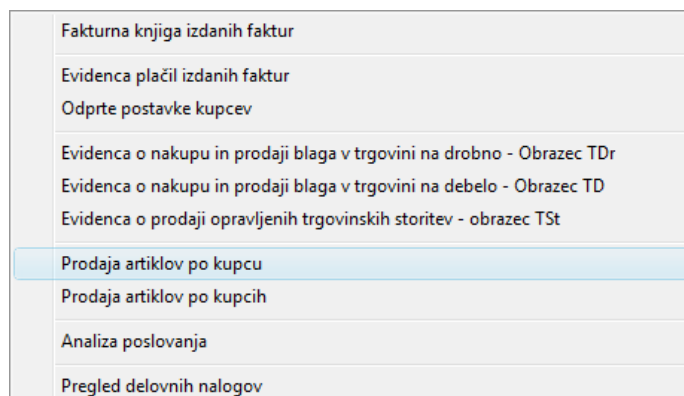 Fakturna knjiga izdanih faktur
Evidenca plačil izdanih faktur
Odprte postavke kupcev
Evidenca o nakupu in prodaji blaga v trgovini na drobno - Obrazec TDr
Evidenca o nakupu in prodaji blaga v trgovini na debelo - Obrazec TD
Evidenca o prodaji opravljenih trgovinskih storitev - obrazec TSt
Prodaja artiklov po kupcu
Prodaja artiklov po kupcih
Analiza poslovanja
Pregled delovnih nalogov